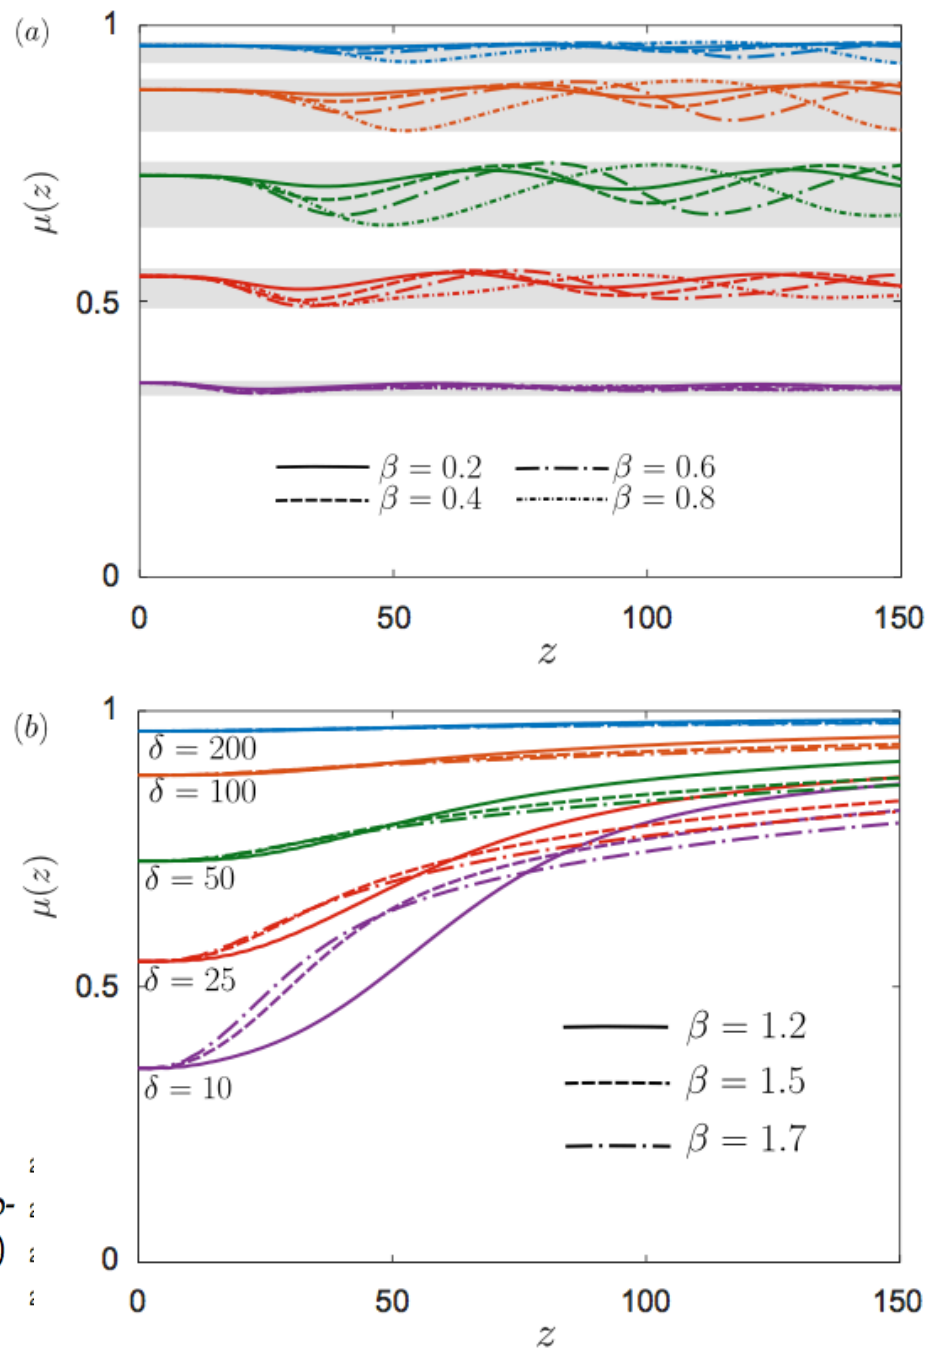 (a)
1
0.5
0
μ(z)
β = 0.2
β = 0.6
β = 0.4
β = 0.8
0
50
100
150
z
(b)
1
0.5
0
μ(z)
δ = 200
δ = 100
δ = 50
δ = 25
δ = 10
β = 1.2
β = 1.5
β = 1.7
0
50
100
150
z